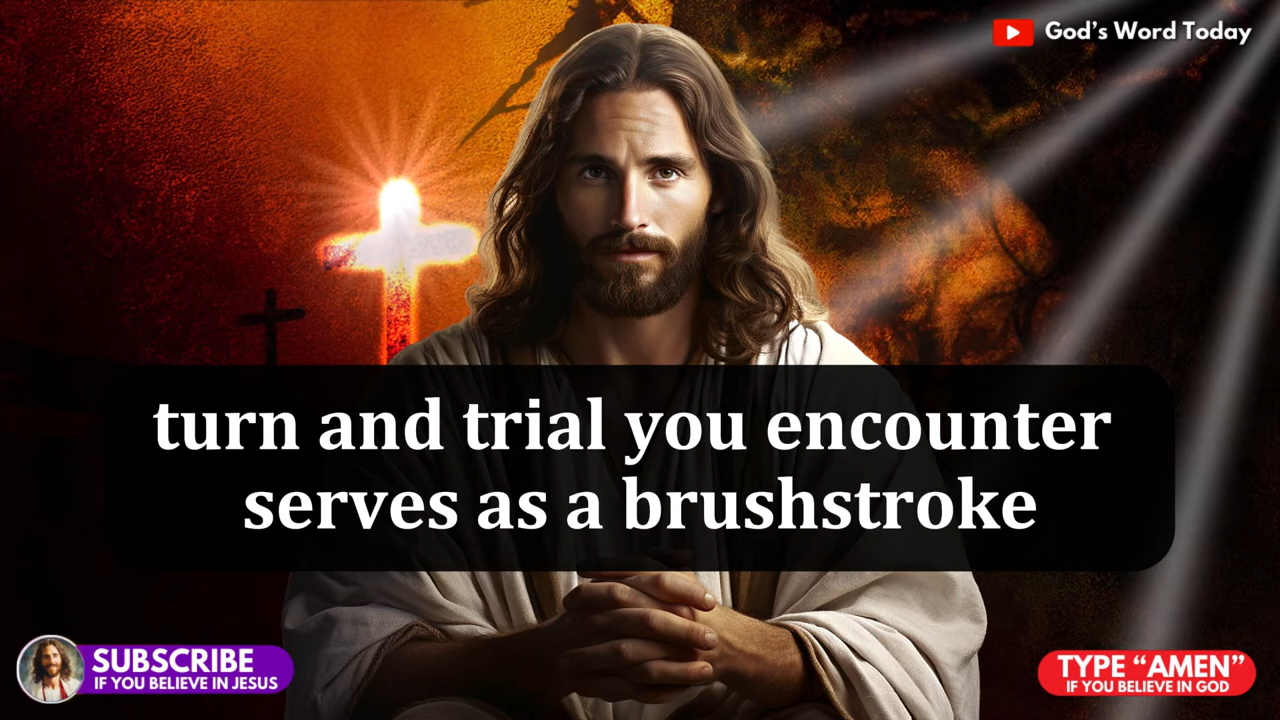 God's Word Today
turn and trial you encounter
serves as a brushstroke
SUBSCRIBE
IF YOU BELIEVE IN JESUS
TYPE “AMEN”
IF YOU BELIEVE IN GOD